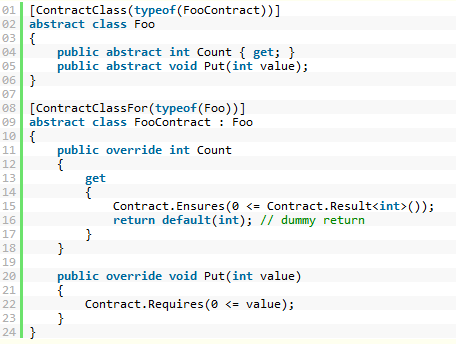 01 [ContractClass(typeof(FooContract))]
02 abstract class Foo
03 {
04     public abstract int Count { get; }
05     public abstract void Put(int value);
06 }
07
08 [ContractClassFor(typeof(Foo))]
09 abstract class FooContract : Foo
10 {
11     public override int Count
12     {
13         get
14         {
15             Contract.Ensures(0 <= Contract.Result<int>());
16             return default(int); // dummy return
17         }
18     }
19
20     public override void Put(int value)
21     {
22         Contract.Requires(0 <= value);
23     }
24 }